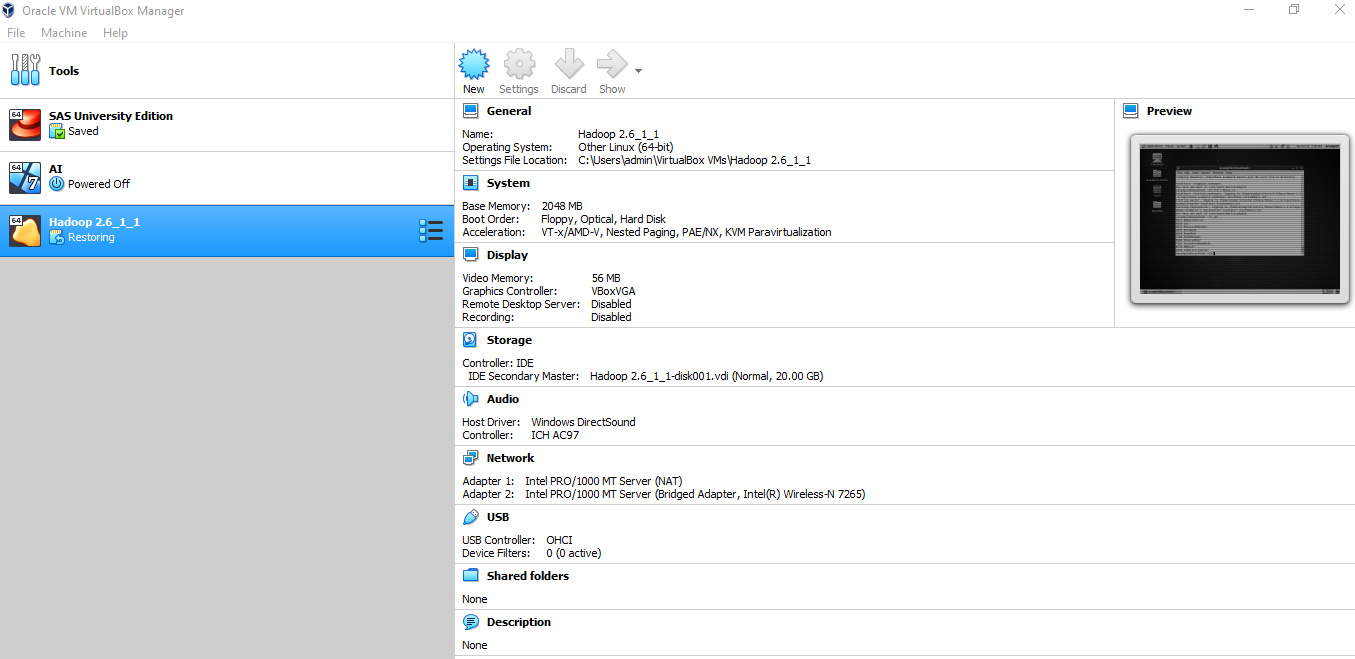 Oracle VM VirtualBox Manager
File Machine Help
Tools
64
SAS University Edition
Saved
64
7
AI
Powered Off
64
Hadoop 2.6_1_1
Restoring
New Settings Discard Show
General
Name: Hadoop 2.6_1_1
Operating System: Other Linux (64-bit)
Settings File Location: C:\Users\admin\VirtualBox VMs\Hadoop 2.6_1_1
System
Base Memory: 2048 MB
Boot Order: Floppy, Optical, Hard Disk
Acceleration: VT-x/AMD-V, Nested Paging, PAE/NX, KVM Paravirtualization
Display
Video Memory: 56 MB
Graphics Controller: VBoxVGA
Remote Desktop Server: Disabled
Recording: Disabled
Storage
Controller: IDE
IDE Secondary Master: Hadoop 2.6_1_1-disk001.vdi (Normal, 20.00 GB)
Audio
Host Driver: Windows DirectSound
Controller: ICH AC97
Network
Adapter 1: Intel PRO/1000 MT Server (NAT)
Adapter 2: Intel PRO/1000 MT Server (Bridged Adapter, Intel(R) Wireless-N 7265)
USB
USB Controller: OHCI
Device Filters: 0 (0 active)
Shared folders
None
Description
None
Preview